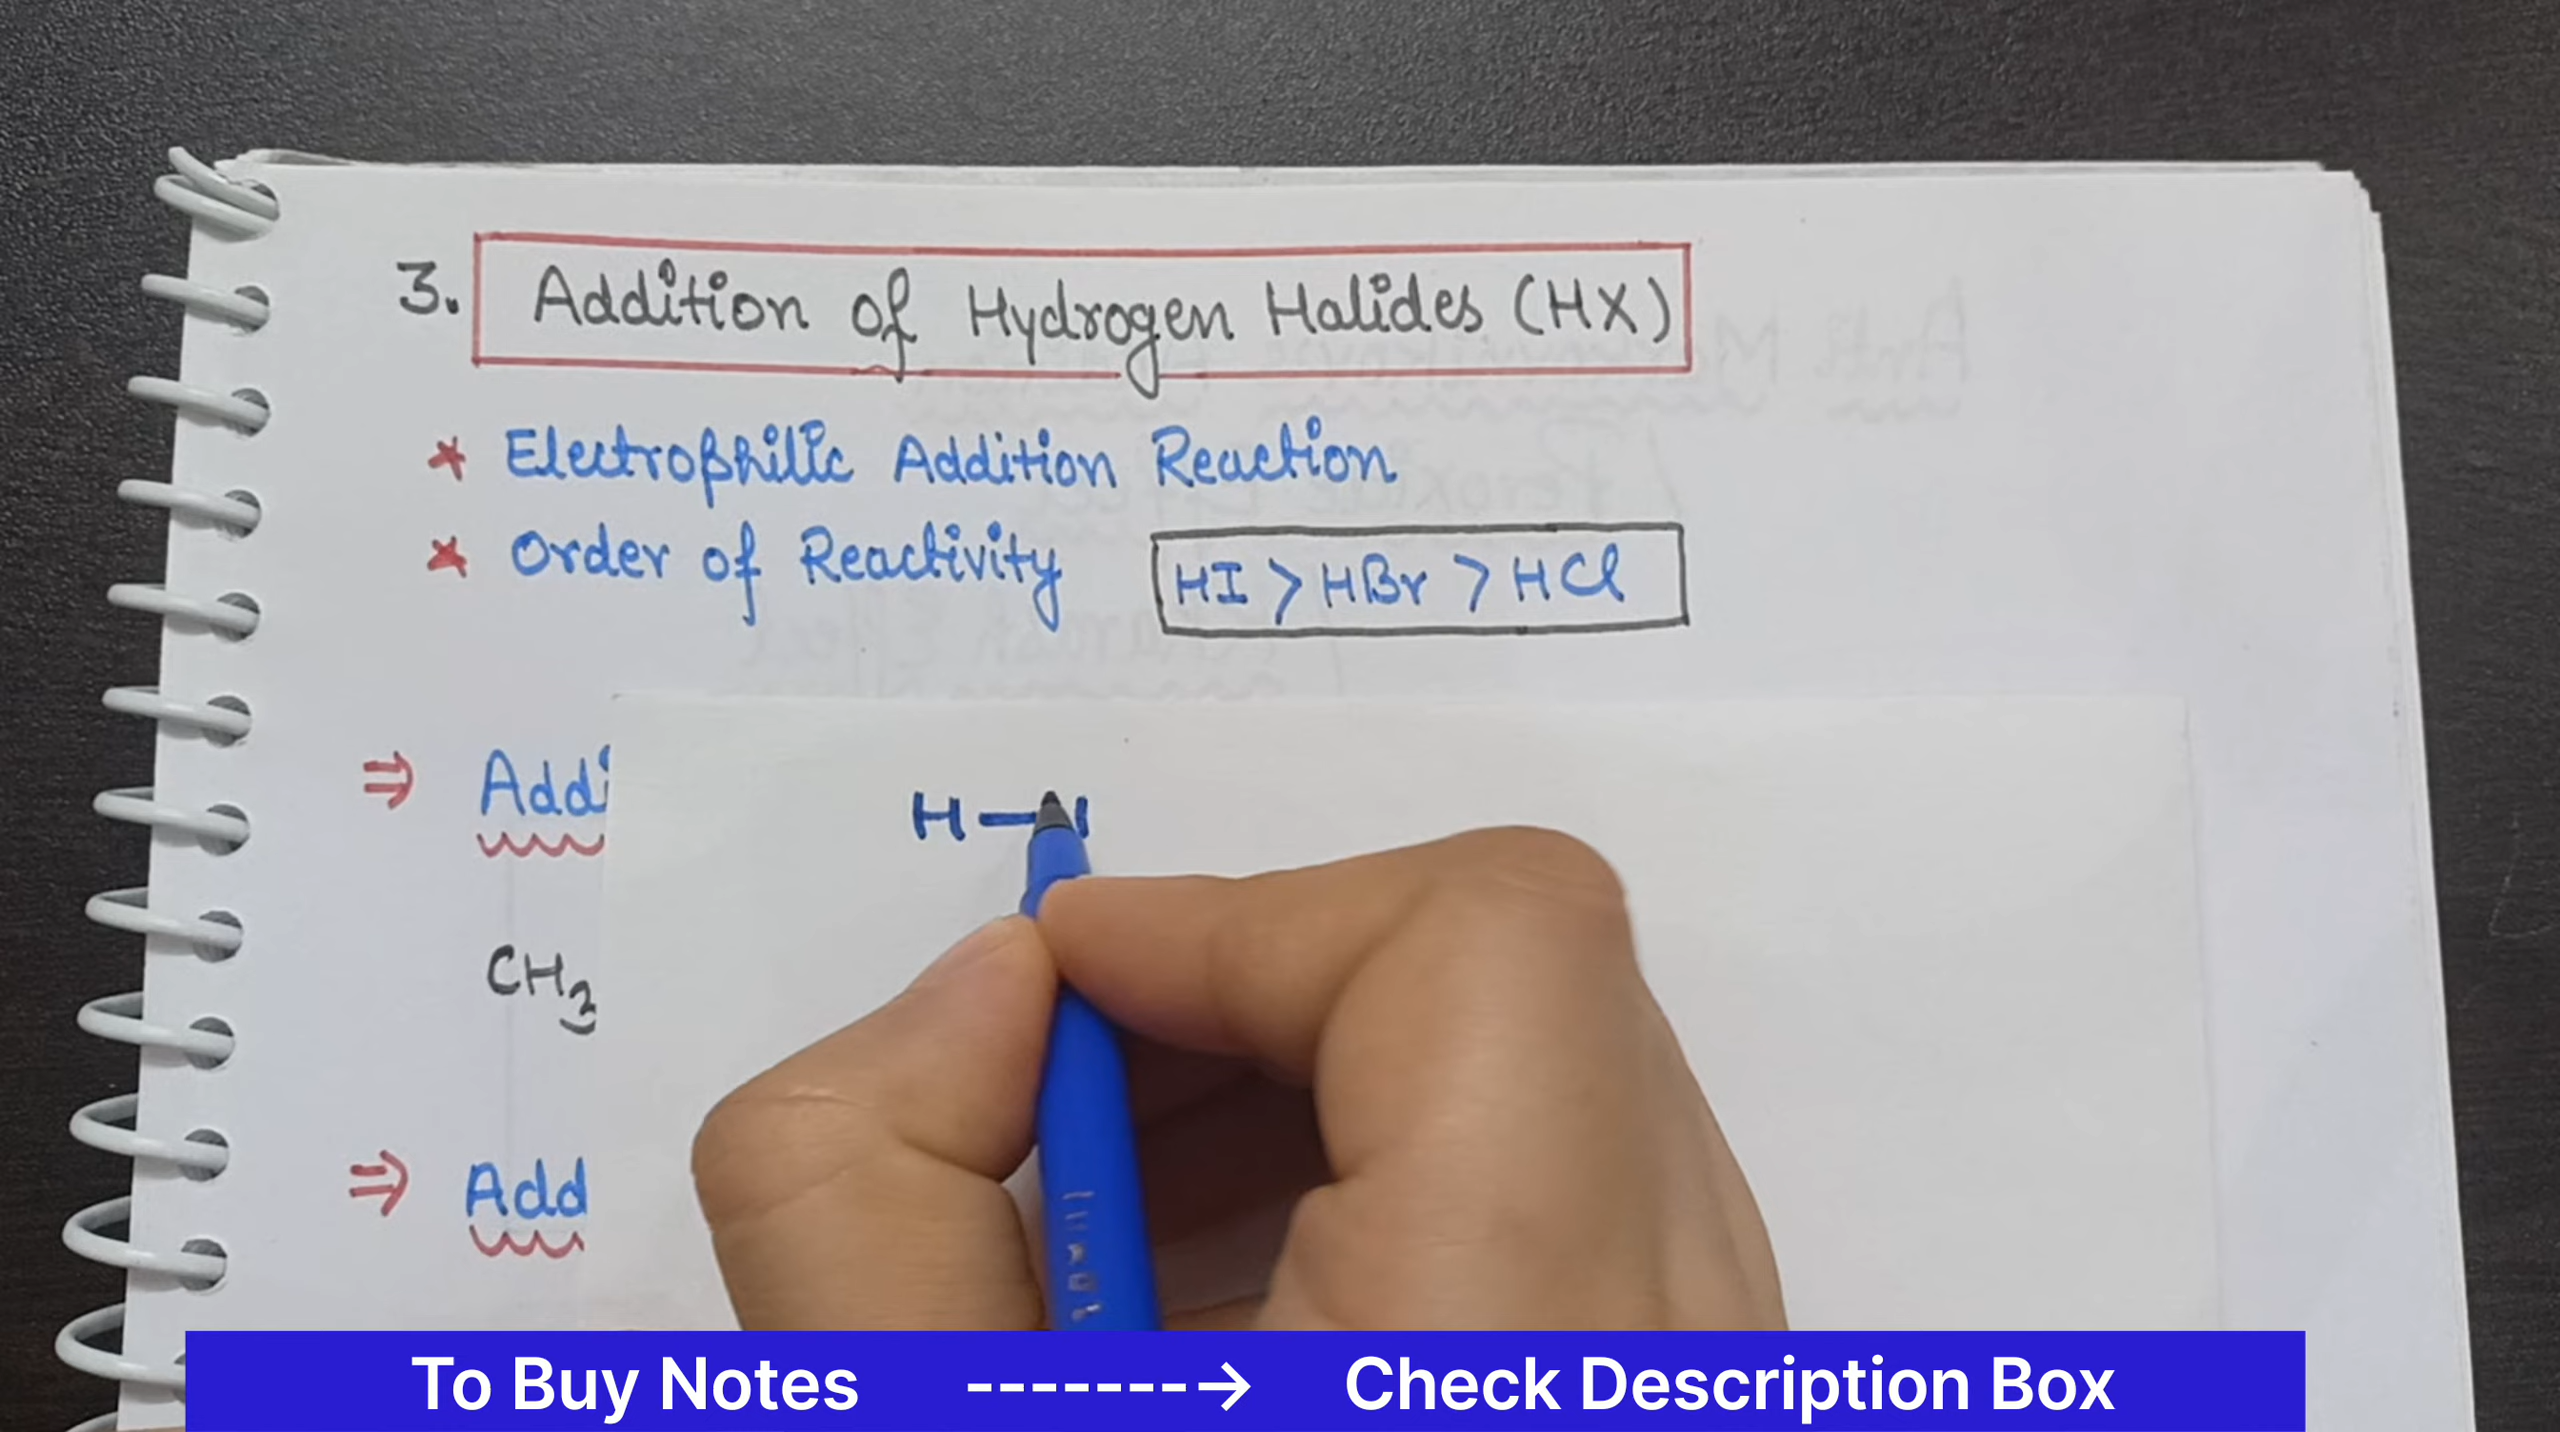 3. Addition of Hydrogen Halides (HX)
* Electrophilic Addition Reaction
* Order of Reactivity HI > HBr > HCl
⇒ Addi
H — I
CH3
⇒ Add
To Buy Notes -------→ Check Description Box